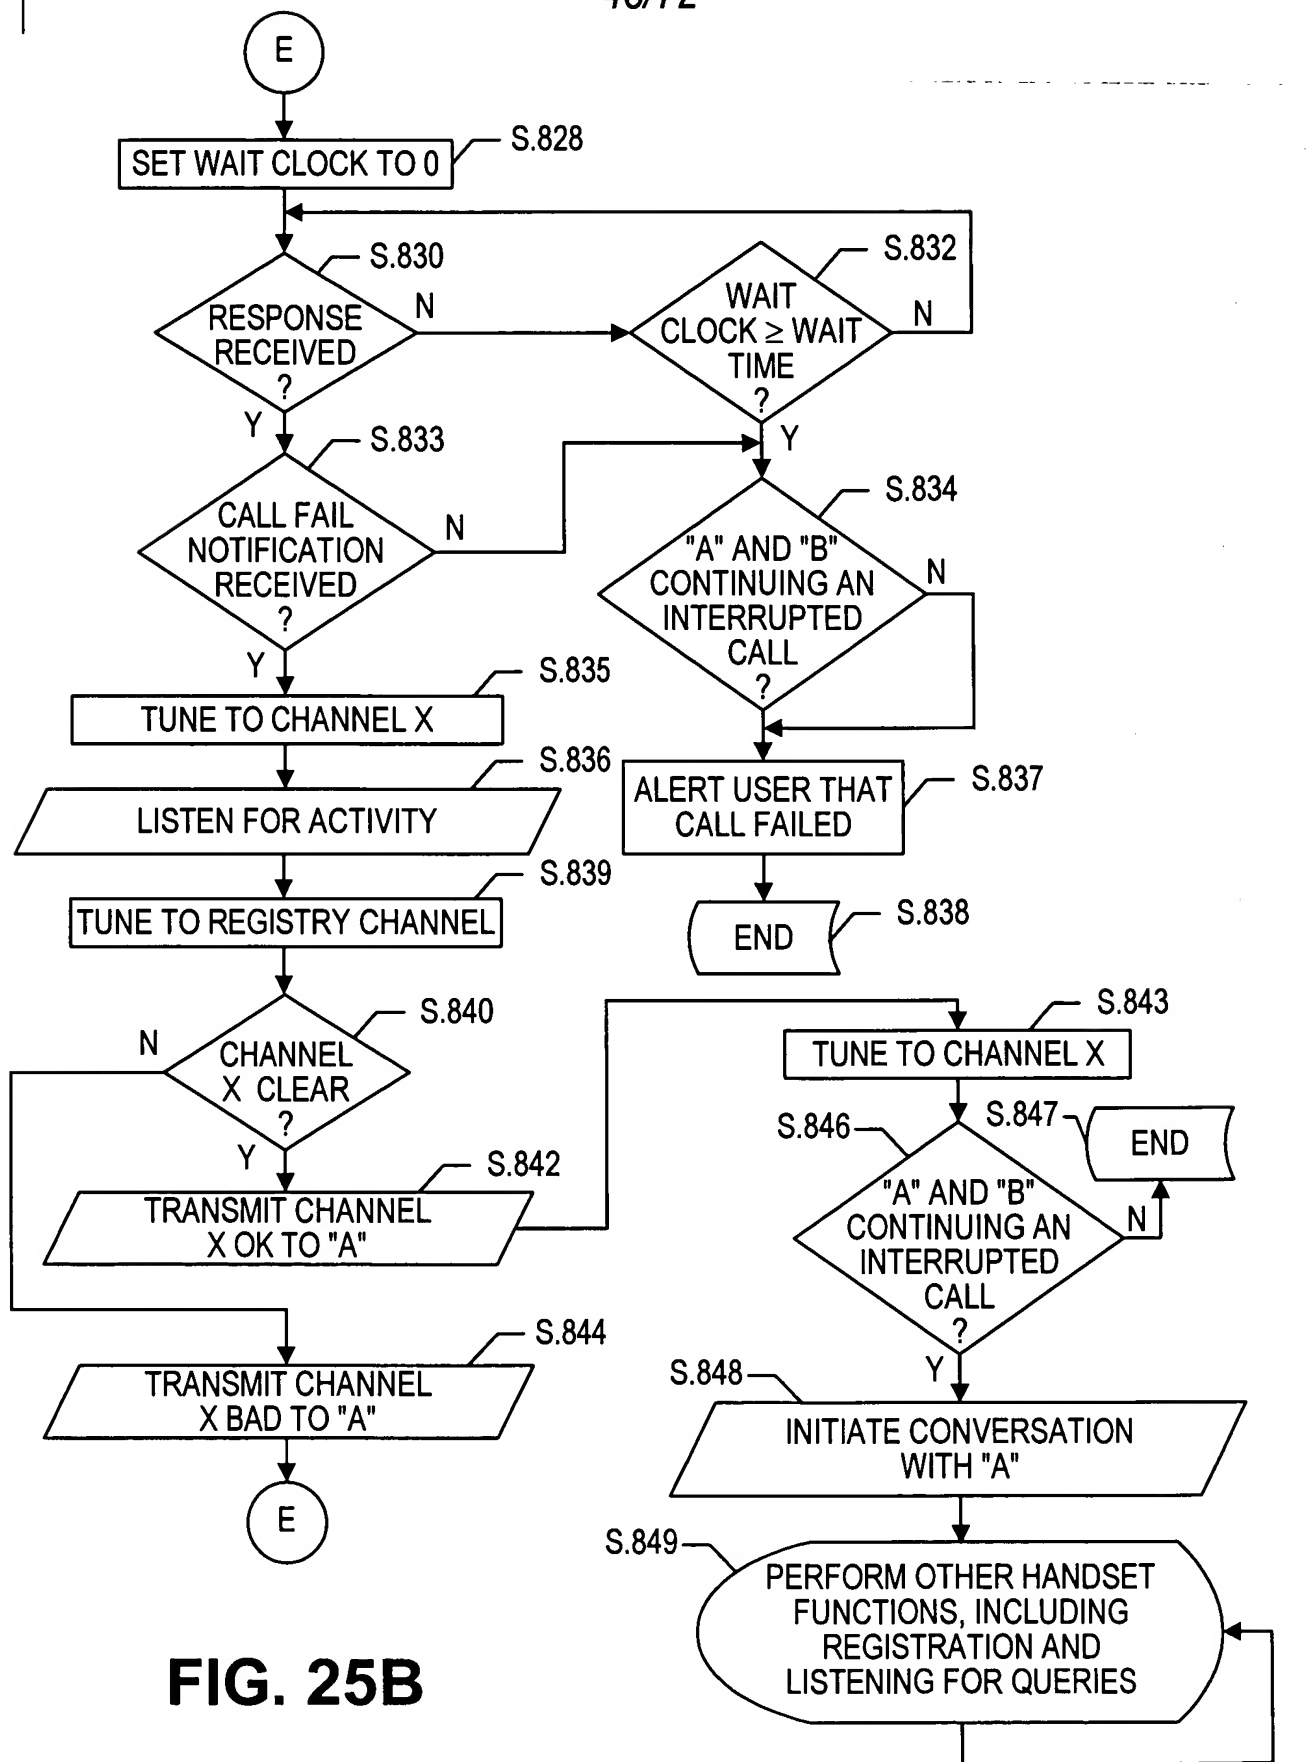 E
SET WAIT CLOCK TO 0
S.828
S.830
RESPONSE
RECEIVED
?
N
Y
S.832
WAIT
CLOCK ≥ WAIT
TIME
?
N
Y
S.833
CALL FAIL
NOTIFICATION
RECEIVED
?
N
Y
S.834
"A" AND "B"
CONTINUING AN
INTERRUPTED
CALL
?
N
S.835
TUNE TO CHANNEL X
S.836
LISTEN FOR ACTIVITY
S.837
ALERT USER THAT
CALL FAILED
S.839
TUNE TO REGISTRY CHANNEL
S.838
END
S.840
CHANNEL
X CLEAR
?
N
Y
S.842
TRANSMIT CHANNEL
X OK TO "A"
S.843
TUNE TO CHANNEL X
S.846
"A" AND "B"
CONTINUING AN
INTERRUPTED
CALL
?
N
Y
S.847
END
S.844
TRANSMIT CHANNEL
X BAD TO "A"
E
S.848
INITIATE CONVERSATION
WITH "A"
S.849
PERFORM OTHER HANDSET
FUNCTIONS, INCLUDING
REGISTRATION AND
LISTENING FOR QUERIES
FIG. 25B